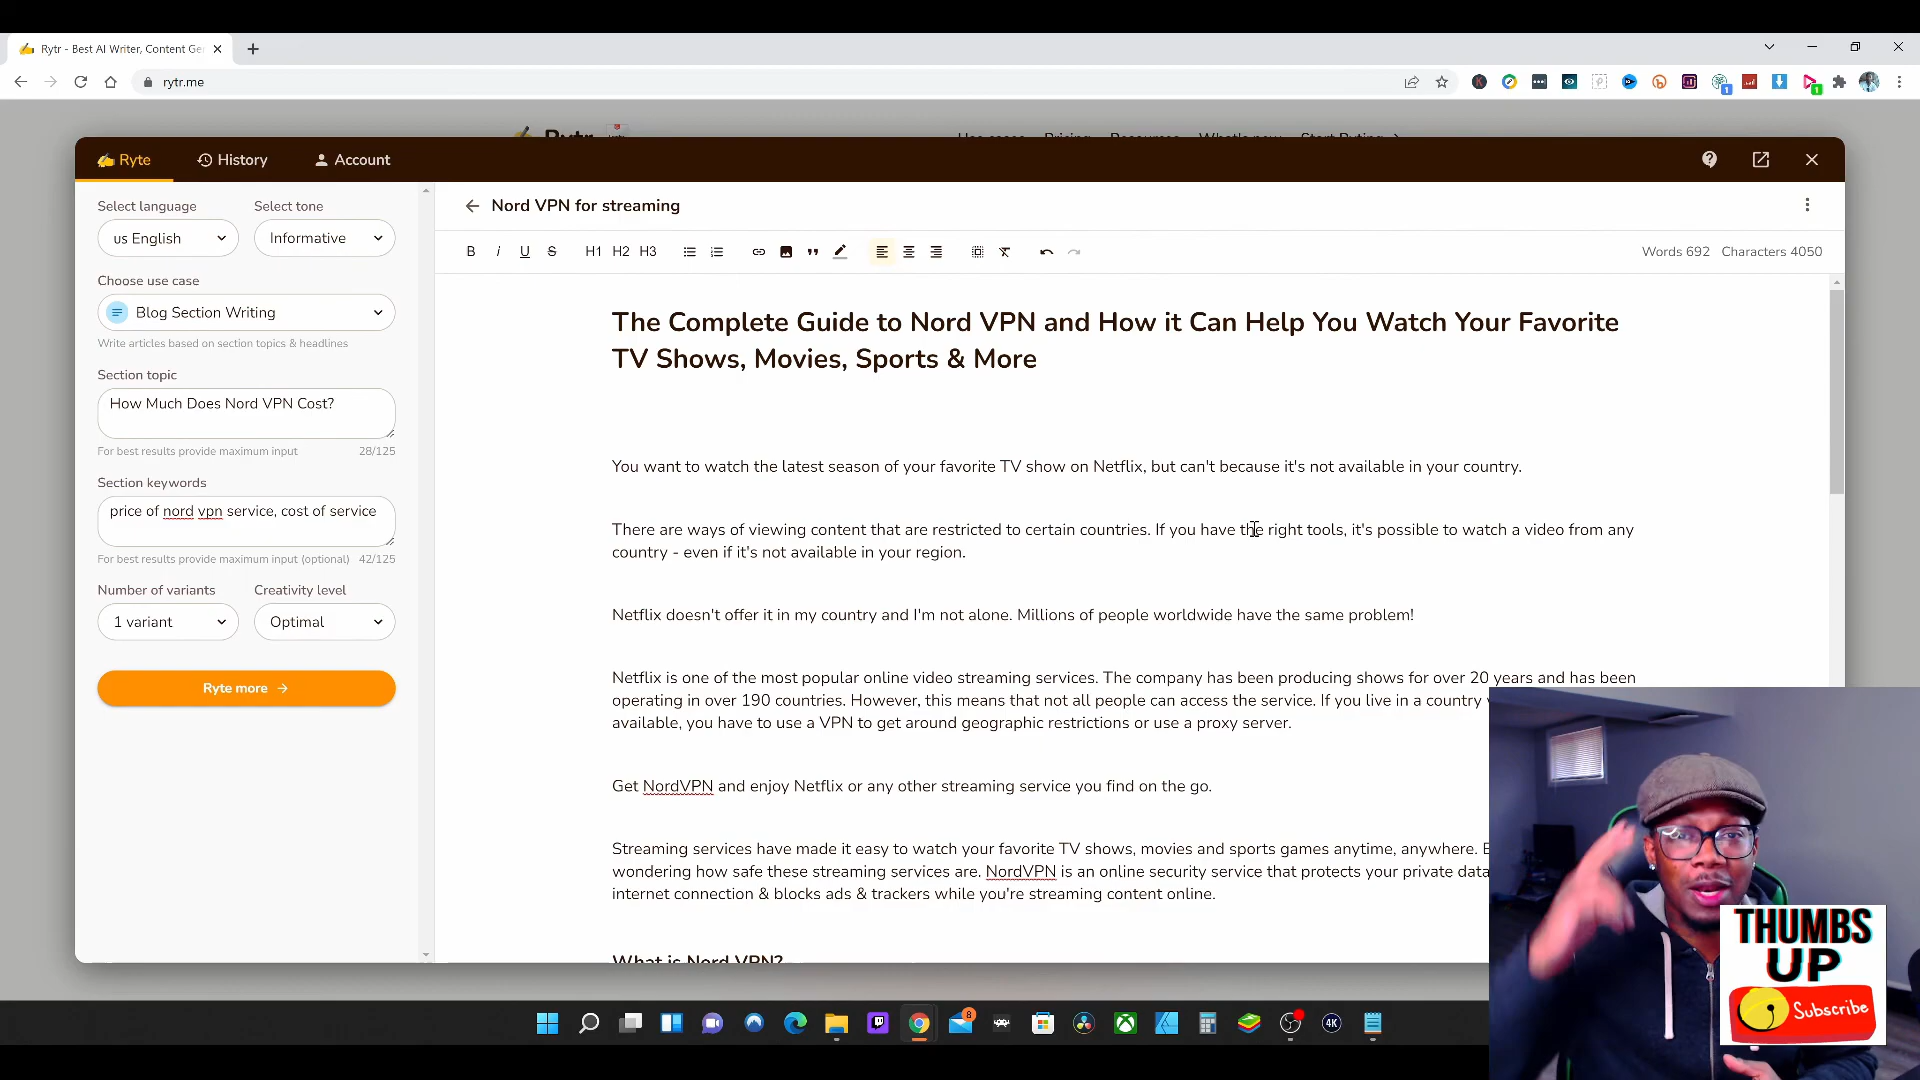 Rytr - Best AI Writer, Content Ge
rytr.me
Rytr
Use cases Pricing Resources What's new Start Ryting
Ryte History Account
Select language Select tone
us English Informative
Choose use case
Blog Section Writing
Write articles based on section topics & headlines
Section topic
How Much Does Nord VPN Cost?
For best results provide maximum input 28/125
Section keywords
price of nord vpn service, cost of service
For best results provide maximum input (optional) 42/125
Number of variants Creativity level
1 variant Optimal
Ryte more
Nord VPN for streaming
B i U S H1 H2 H3
Words 692 Characters 4050
The Complete Guide to Nord VPN and How it Can Help You Watch Your Favorite
TV Shows, Movies, Sports & More
You want to watch the latest season of your favorite TV show on Netflix, but can't because it's not available in your country.
There are ways of viewing content that are restricted to certain countries. If you have the right tools, it's possible to watch a video from any
country - even if it's not available in your region.
Netflix doesn't offer it in my country and I'm not alone. Millions of people worldwide have the same problem!
Netflix is one of the most popular online video streaming services. The company has been producing shows for over 20 years and has been
operating in over 190 countries. However, this means that not all people can access the service. If you live in a country
available, you have to use a VPN to get around geographic restrictions or use a proxy server.
Get NordVPN and enjoy Netflix or any other streaming service you find on the go.
Streaming services have made it easy to watch your favorite TV shows, movies and sports games anytime, anywhere.
wondering how safe these streaming services are. NordVPN is an online security service that protects your private data
internet connection & blocks ads & trackers while you're streaming content online.
What is Nord VPN?
THUMBS
UP
Subscribe
8
4K